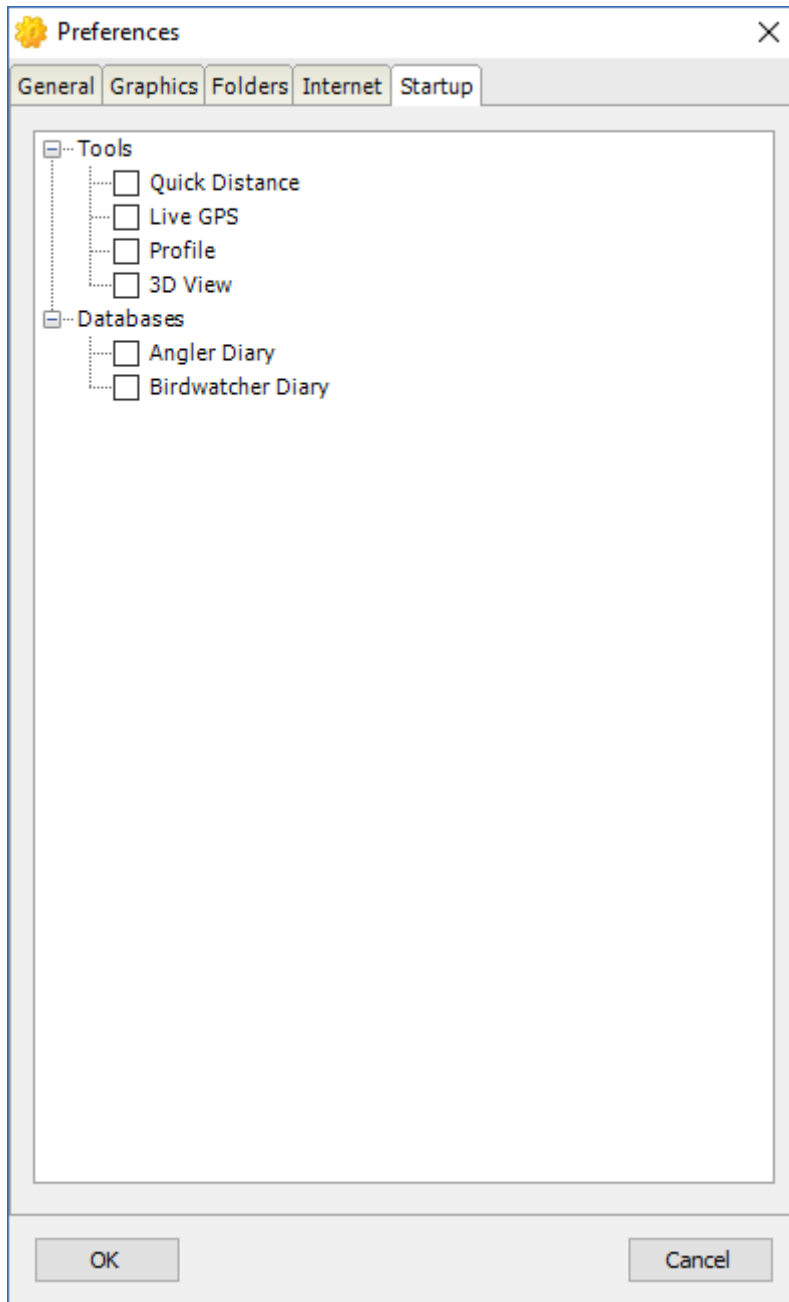 Preferences
General Graphics Folders Internet Startup
Tools
Quick Distance
Live GPS
Profile
3D View
Databases
Angler Diary
Birdwatcher Diary
OK Cancel